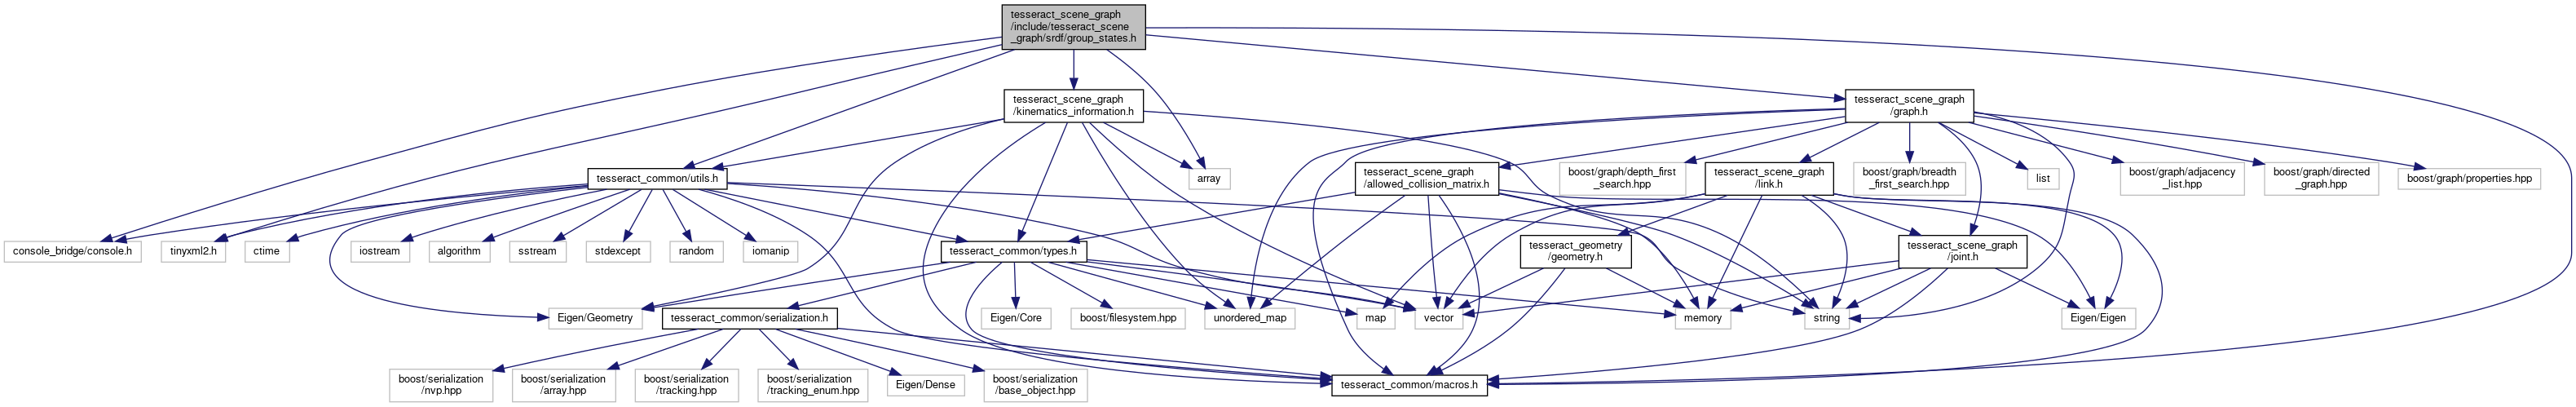 tesseract_scene_graph
/include/tesseract_scene
_graph/srdf/group_states.h
tesseract_scene_graph
/kinematics_information.h
tesseract_scene_graph
/graph.h
tesseract_common/utils.h
array
tesseract_scene_graph
/allowed_collision_matrix.h
boost/graph/depth_first
_search.hpp
tesseract_scene_graph
/link.h
boost/graph/breadth
_first_search.hpp
list
boost/graph/adjacency
_list.hpp
boost/graph/directed
_graph.hpp
boost/graph/properties.hpp
console_bridge/console.h
tinyxml2.h
ctime
iostream
algorithm
sstream
stdexcept
random
iomanip
tesseract_common/types.h
tesseract_geometry
/geometry.h
tesseract_scene_graph
/joint.h
Eigen/Geometry
tesseract_common/serialization.h
Eigen/Core
boost/filesystem.hpp
unordered_map
map
vector
memory
string
Eigen/Eigen
boost/serialization
/nvp.hpp
boost/serialization
/array.hpp
boost/serialization
/tracking.hpp
boost/serialization
/tracking_enum.hpp
Eigen/Dense
boost/serialization
/base_object.hpp
tesseract_common/macros.h